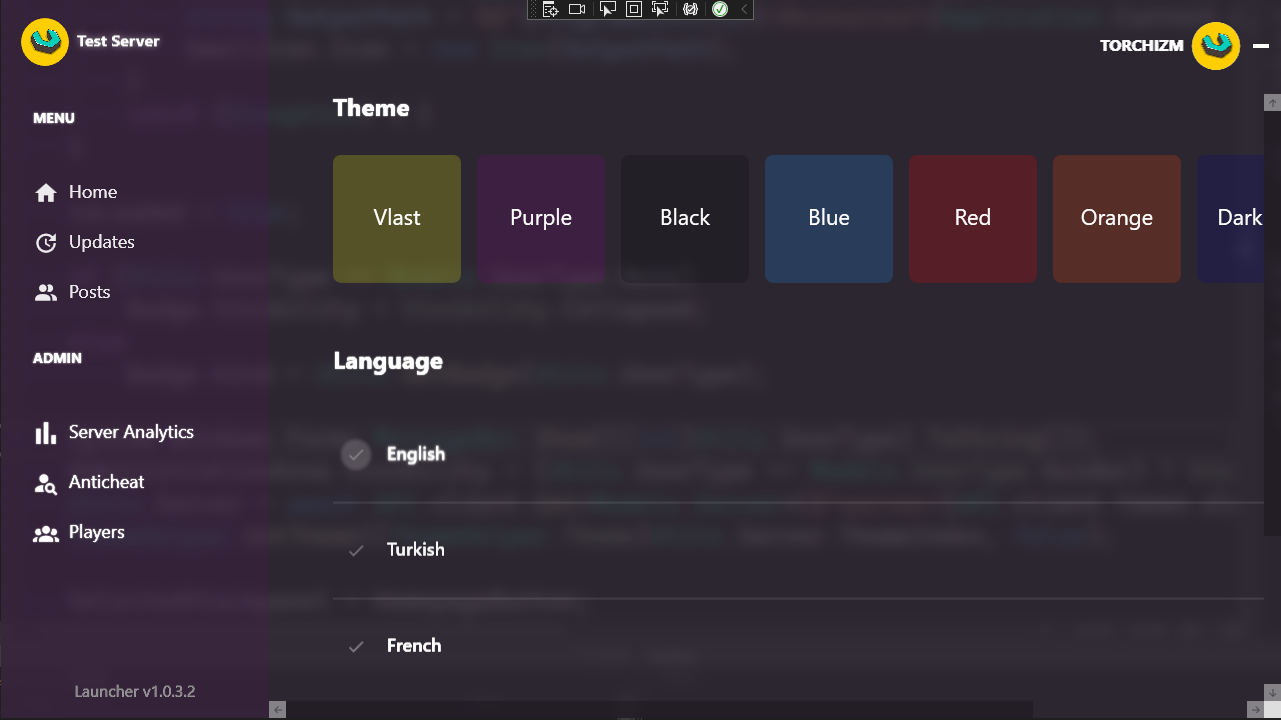 Test Server
TORCHIZM
MENU
Home
Updates
Posts
ADMIN
Server Analytics
Anticheat
Players
Launcher v1.0.3.2
Theme
Vlast
Purple
Black
Blue
Red
Orange
Dark
Language
English
Turkish
French